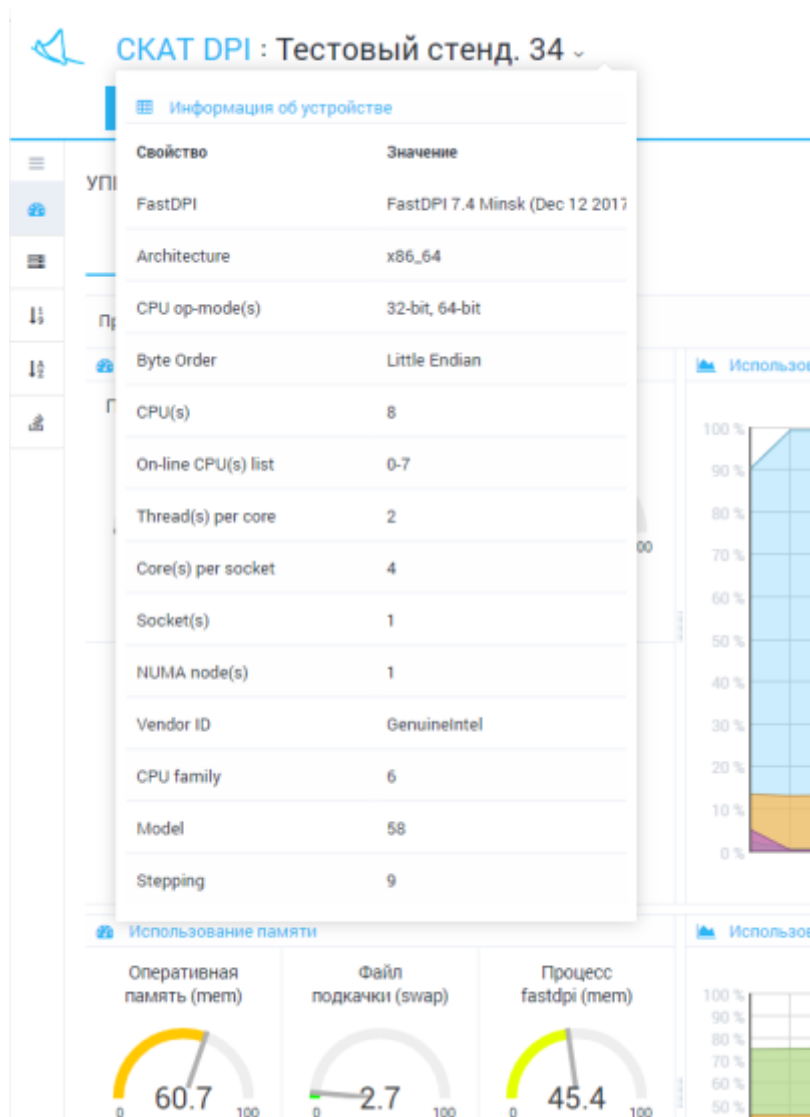 СКАТ DPI : Тестовый стенд. 34
Информация об устройстве
Свойство Значение
FastDPI FastDPI 7.4 Minsk (Dec 12 2017
Architecture x86_64
CPU op-mode(s) 32-bit, 64-bit
Byte Order Little Endian
CPU(s) 8
On-line CPU(s) list 0-7
Thread(s) per core 2
Core(s) per socket 4
Socket(s) 1
NUMA node(s) 1
Vendor ID GenuineIntel
CPU family 6
Model 58
Stepping 9
00
100 %
90 %
80 %
70 %
60 %
50 %
40 %
30 %
20 %
10 %
0 %
Использование памяти
Оперативная
память (mem)
60.7
0 100
Файл
подкачки (swap)
2.7
0 100
Процесс
fastdpi (mem)
45.4
0 100
100 %
90 %
80 %
70 %
60 %
50 %